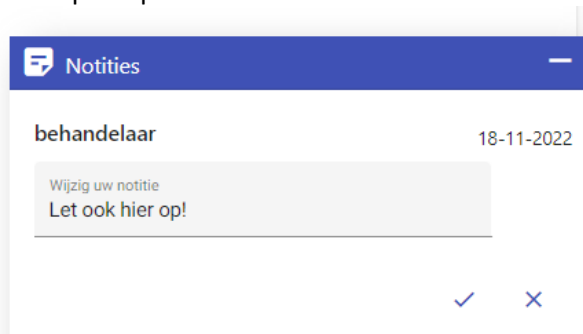 Notities
behandelaar 18-11-2022
Wijzig uw notitie
Let ook hier op!